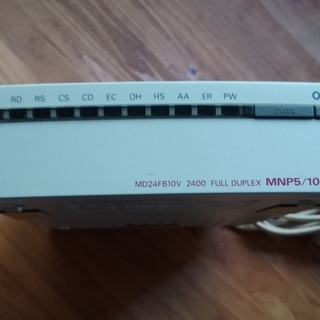 RD RS CS CD EC OH HS AA ER PW
MD24FB10V 2400 FULL DUPLEX MNP5/10